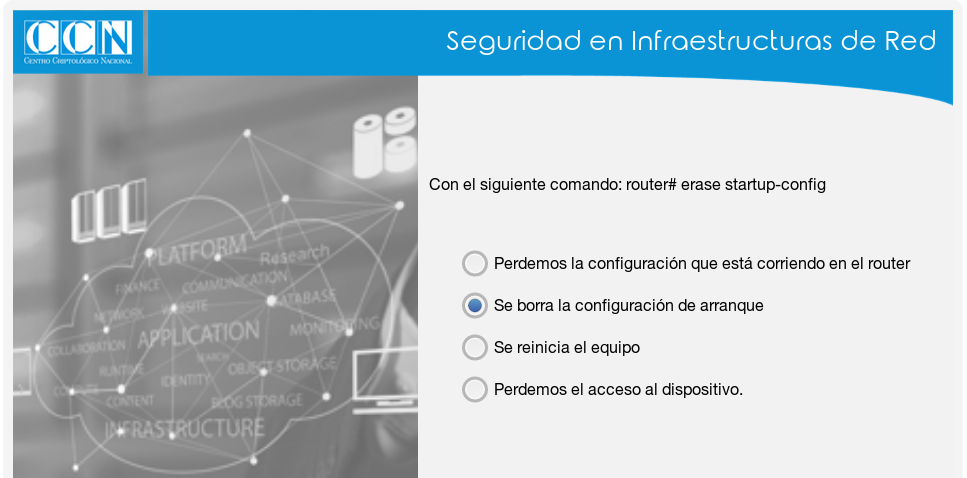 CCN
CENTRO CRIPTOLÓGICO NACIONAL
Seguridad en Infraestructuras de Red
Con el siguiente comando: router# erase startup-config
Perdemos la configuración que está corriendo en el router
Se borra la configuración de arranque
Se reinicia el equipo
Perdemos el acceso al dispositivo.
PLATFORM
Research
FINANCE
COMMUNICATION
DATABASE
NETWORK
WEBSITE
APPLICATION
MONITORING
COLLABORATION
SEARCH
RUNTIME
IDENTITY
OBJECT STORAGE
COMPUTE
CONTENT
BLOG STORAGE
INFRASTRUCTURE